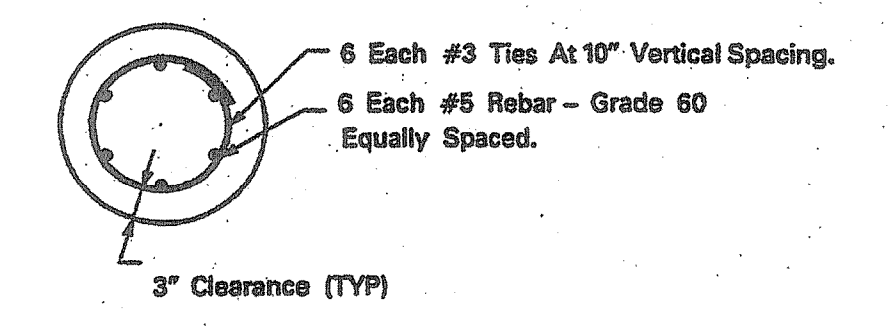 6 Each #3 Ties At 10" Vertical Spacing.
6 Each #5 Rebar – Grade 60
Equally Spaced.
3" Clearance (TYP)